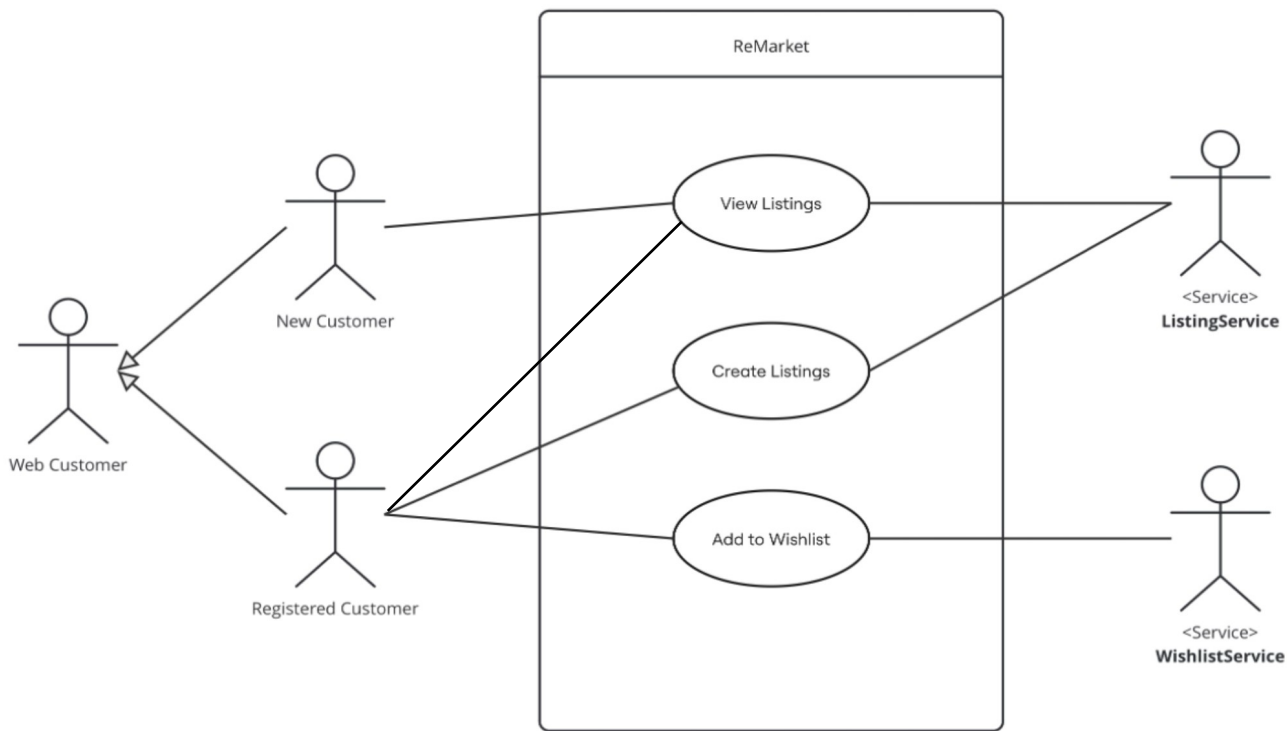 ReMarket
View Listings
New Customer
<Service>
ListingService
Create Listings
Web Customer
Add to Wishlist
Registered Customer
<Service>
WishlistService